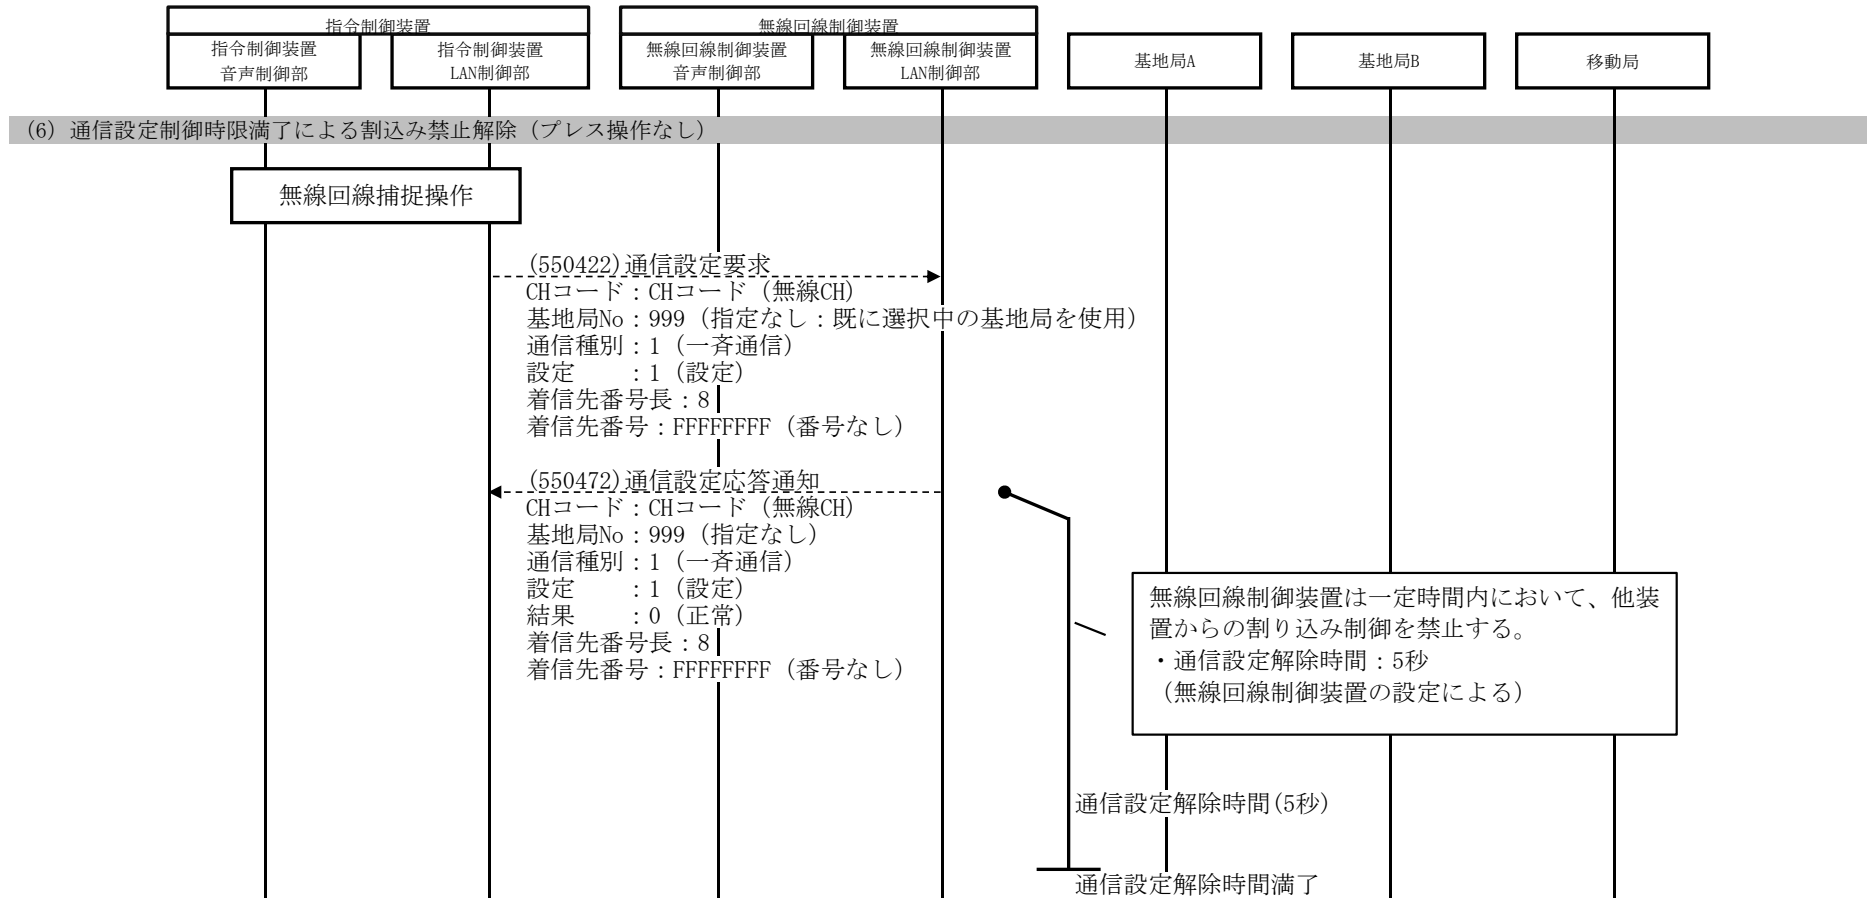 指令制御装置
無線回線制御装置
指令制御装置
音声制御部
指令制御装置
LAN制御部
無線回線制御装置
音声制御部
無線回線制御装置
LAN制御部
基地局A
基地局B
移動局
(6) 通信設定制御時限満了による割込み禁止解除（プレス操作なし）
無線回線捕捉操作
(550422)通信設定要求
CHコード：CHコード（無線CH）
基地局No：999（指定なし：既に選択中の基地局を使用）
通信種別：1（一斉通信）
設定　　：1（設定）
着信先番号長：8
着信先番号：FFFFFFFF（番号なし）
(550472)通信設定応答通知
CHコード：CHコード（無線CH）
基地局No：999（指定なし）
通信種別：1（一斉通信）
設定　　：1（設定）
結果　　：0（正常）
着信先番号長：8
着信先番号：FFFFFFFF（番号なし）
無線回線制御装置は一定時間内において、他装
置からの割り込み制御を禁止する。
・通信設定解除時間：5秒
（無線回線制御装置の設定による）
通信設定解除時間(5秒)
通信設定解除時間満了